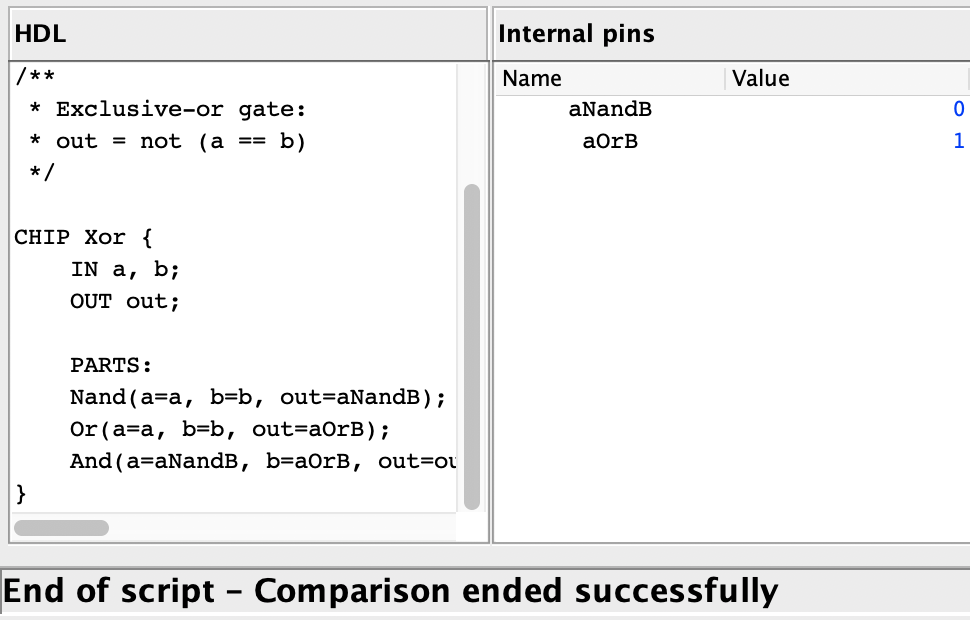 HDL
/**
 * Exclusive-or gate:
 * out = not (a == b)
 */
CHIP Xor {
    IN a, b;
    OUT out;
    PARTS:
    Nand(a=a, b=b, out=aNandB);
    Or(a=a, b=b, out=aOrB);
    And(a=aNandB, b=aOrB, out=ou
}
Internal pins
Name Value
aNandB 0
aOrB 1
End of script – Comparison ended successfully